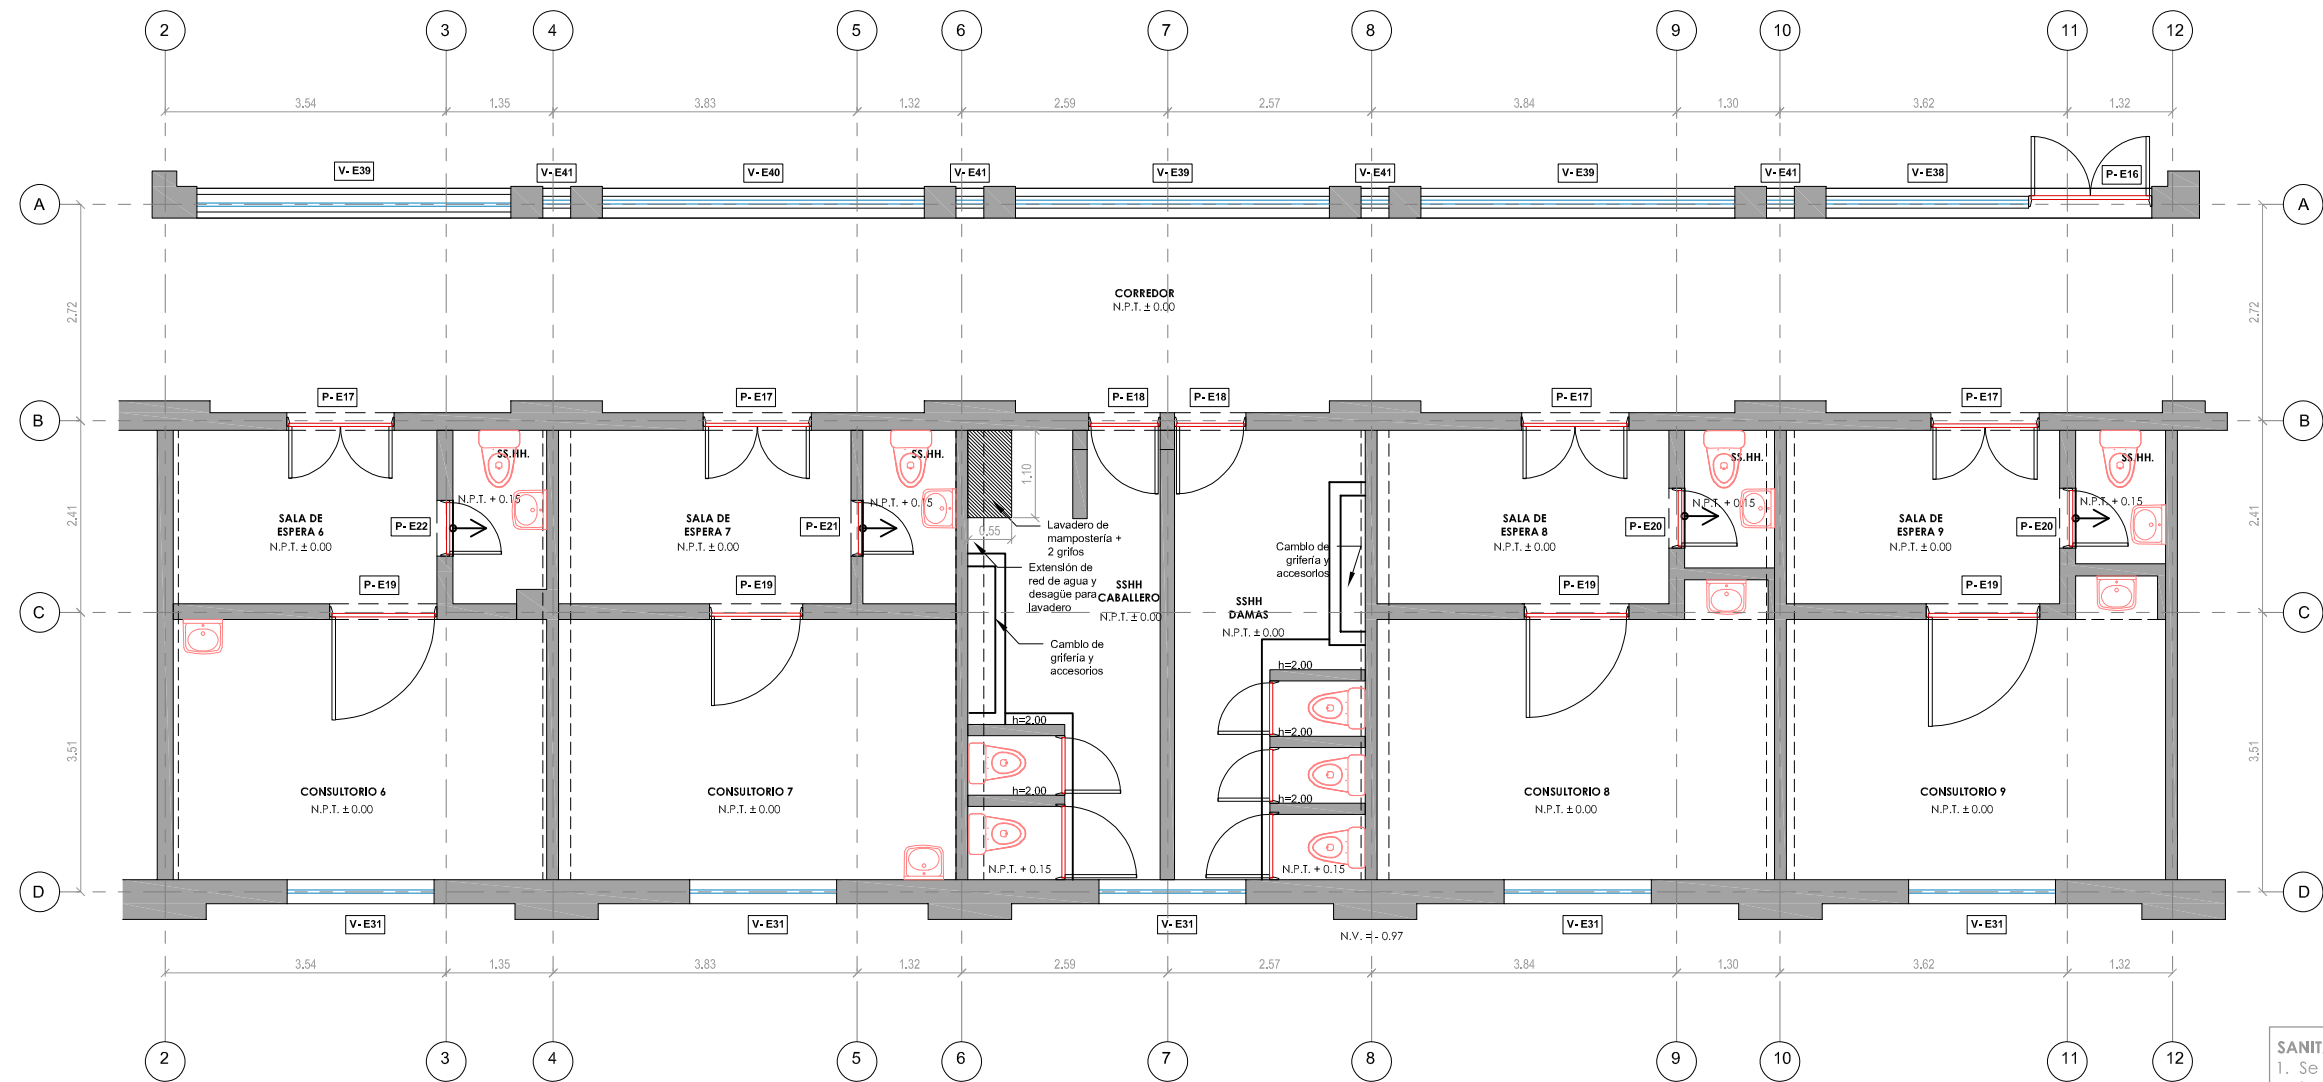 2 3 4 5 6 7 8 9 10 11 12
3.54 1.35 3.83 1.32 2.59 2.57 3.84 1.30 3.62 1.32
V-E39 V-E41 V-E40 V-E41 V-E39 V-E41 V-E39 V-E41 V-E38 P-E16
A A
CORREDOR
N.P.T. ± 0.00
2.72 2.72
P-E17 P-E17 P-E18 P-E18 P-E17 P-E17
B B
SS.HH. SS.HH. SS.HH. SS.HH.
1.10
N.P.T. + 0.15 N.P.T. + 0.15 N.P.T. + 0.15 N.P.T. + 0.15
2.41 2.41
SALA DE
ESPERA 6
N.P.T. ± 0.00
P-E22
SALA DE
ESPERA 7
N.P.T. ± 0.00
P-E21
0.55
Lavadero de
mampostería +
2 grifos
Extensión de
red de agua y
desagüe para
lavadero
Cambio de
grifería y
accesorios
SSHH
CABALLERO
N.P.T. ± 0.00
Cambio de
grifería y
accesorios
SSHH
DAMAS
N.P.T. ± 0.00
SALA DE
ESPERA 8
N.P.T. ± 0.00
P-E20
SALA DE
ESPERA 9
N.P.T. ± 0.00
P-E20
P-E19 P-E19 P-E19 P-E19
C C
h=2.00
h=2.00
h=2.00
h=2.00
h=2.00
3.51 3.51
CONSULTORIO 6
N.P.T. ± 0.00
CONSULTORIO 7
N.P.T. ± 0.00
CONSULTORIO 8
N.P.T. ± 0.00
CONSULTORIO 9
N.P.T. ± 0.00
N.P.T. + 0.15 N.P.T. + 0.15
D D
V-E31 V-E31 V-E31 V-E31 V-E31
N.V. = - 0.97
3.54 1.35 3.83 1.32 2.59 2.57 3.84 1.30 3.62 1.32
2 3 4 5 6 7 8 9 10 11 12
SANIT
1. Se